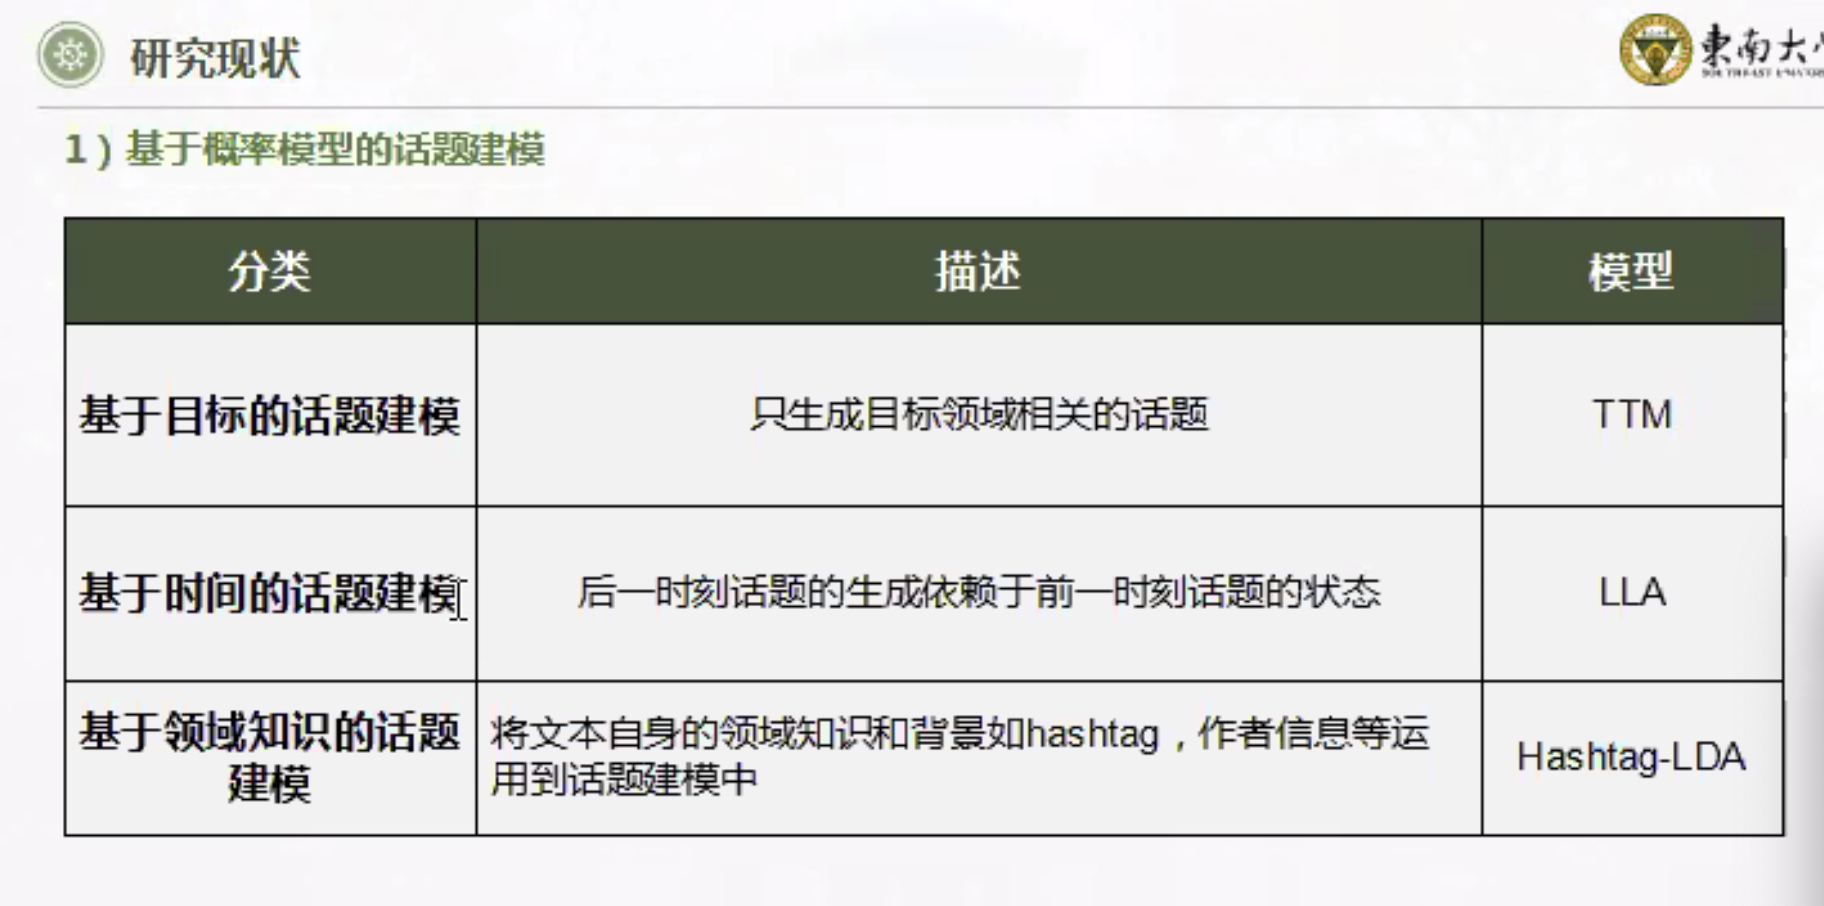 研究现状
東南大
1）基于概率模型的话题建模
分类 描述 模型
基于目标的话题建模 只生成目标领域相关的话题 TTM
基于时间的话题建模 后一时刻话题的生成依赖于前一时刻话题的状态 LLA
基于领域知识的话题
建模
将文本自身的领域知识和背景如hashtag，作者信息等运
用到话题建模中
Hashtag-LDA